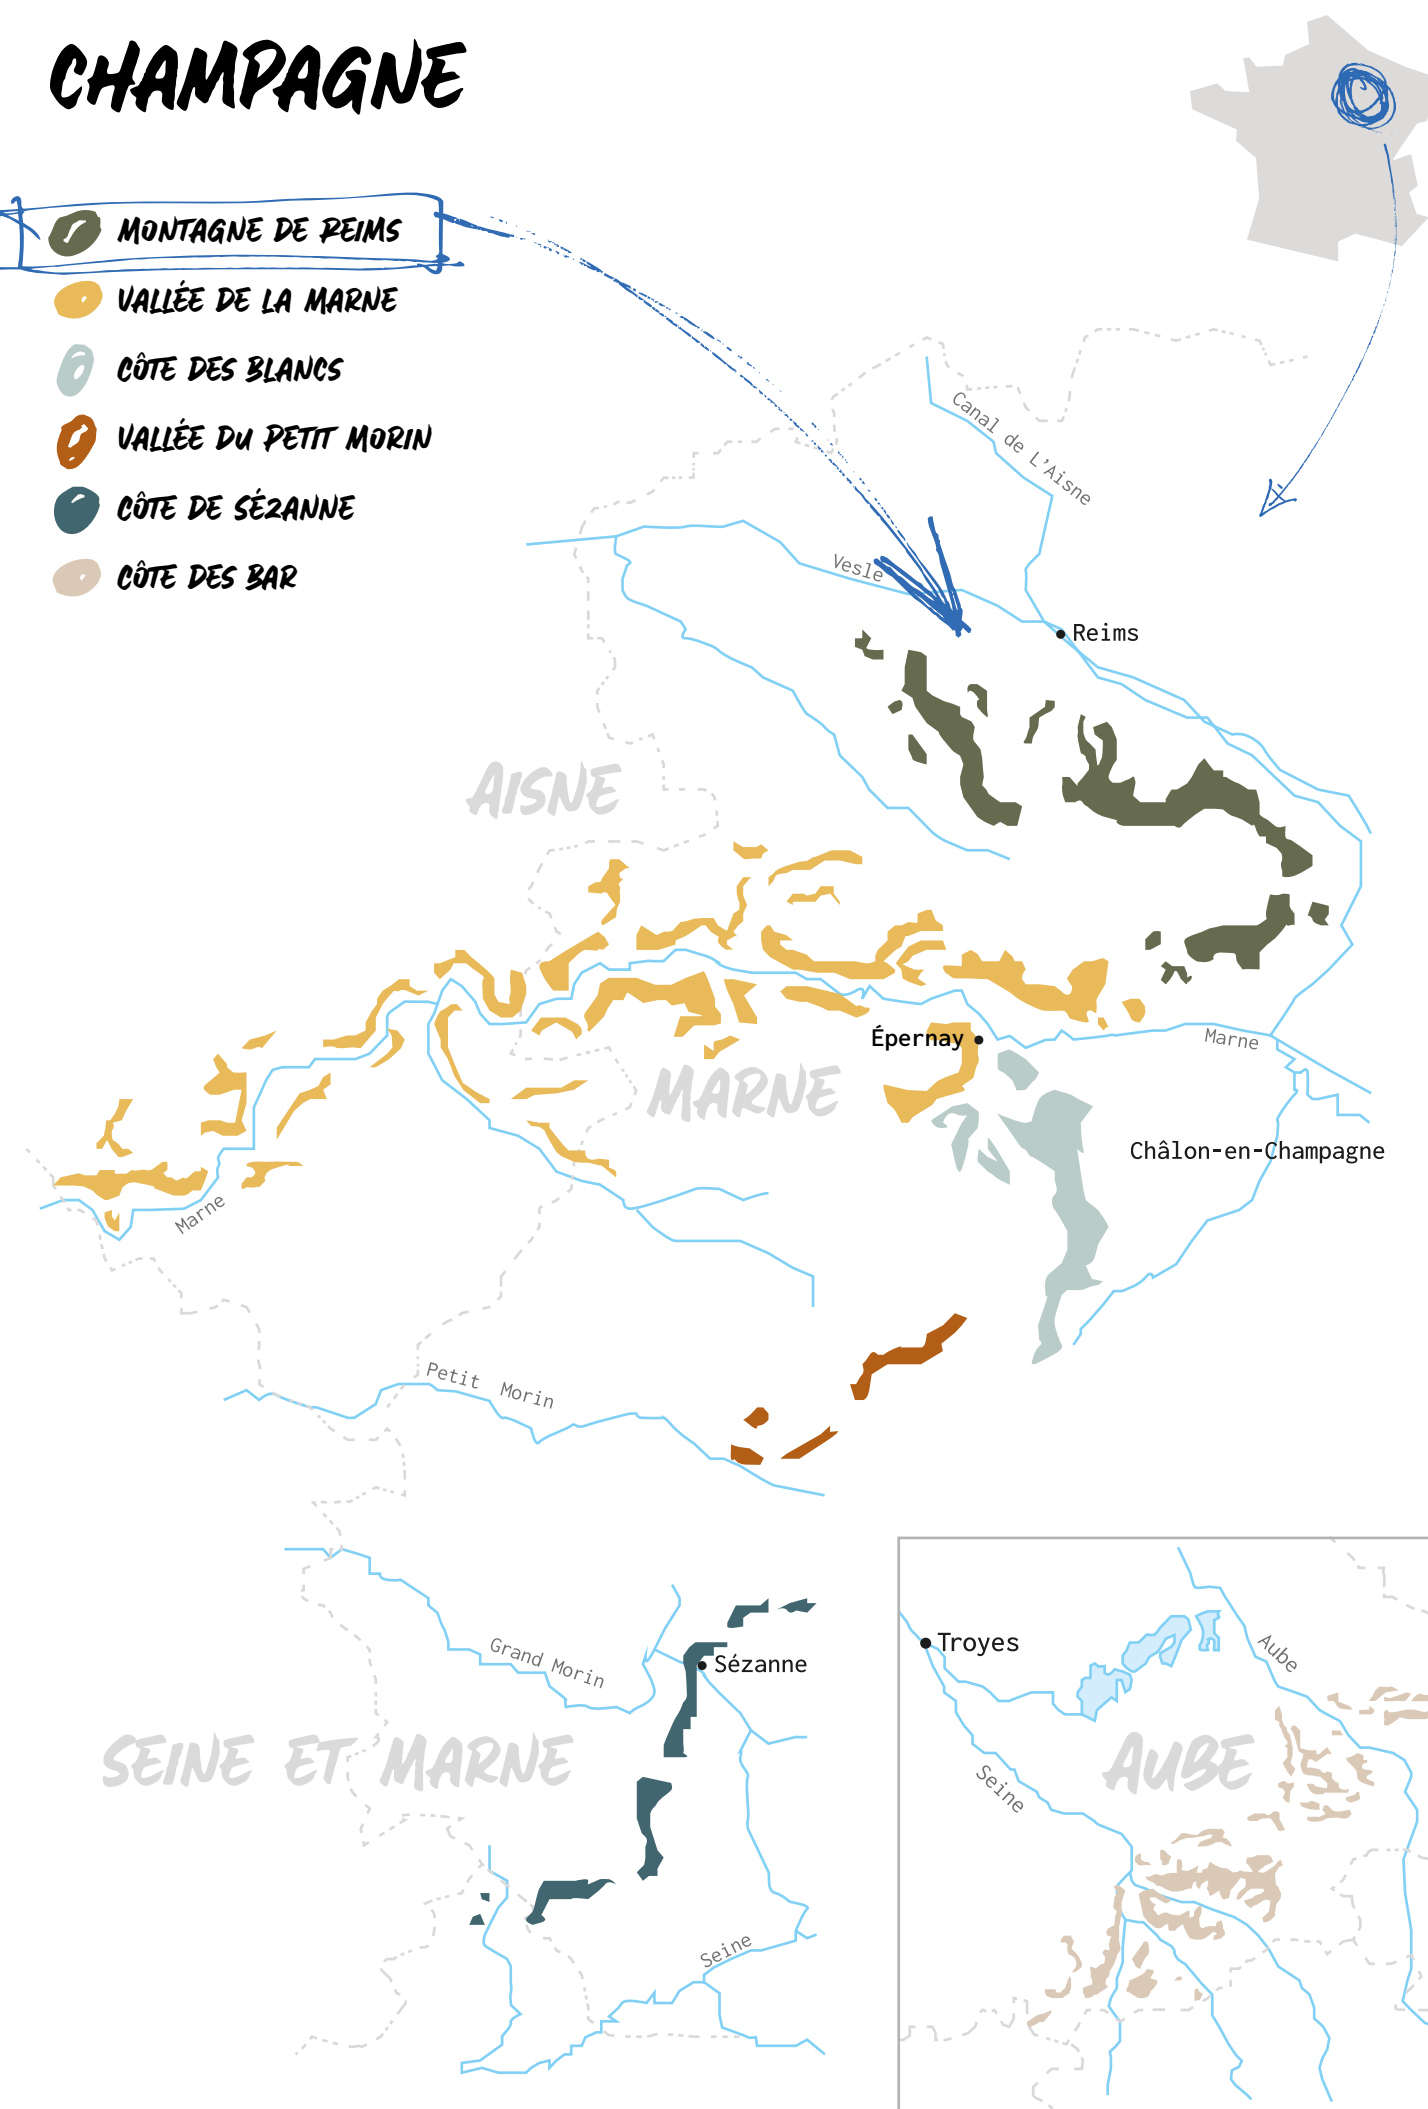 CHAMPAGNE
MONTAGNE DE REIMS
VALLÉE DE LA MARNE
CÔTE DES BLANCS
VALLÉE DU PETIT MORIN
CÔTE DE SÉZANNE
CÔTE DES BAR
Canal de L'Aisne
Vesle
Reims
AISNE
Épernay
Marne
MARNE
Châlon-en-Champagne
Marne
Petit Morin
Grand Morin
Sézanne
SEINE ET MARNE
Seine
Troyes
Aube
AUBE
Seine